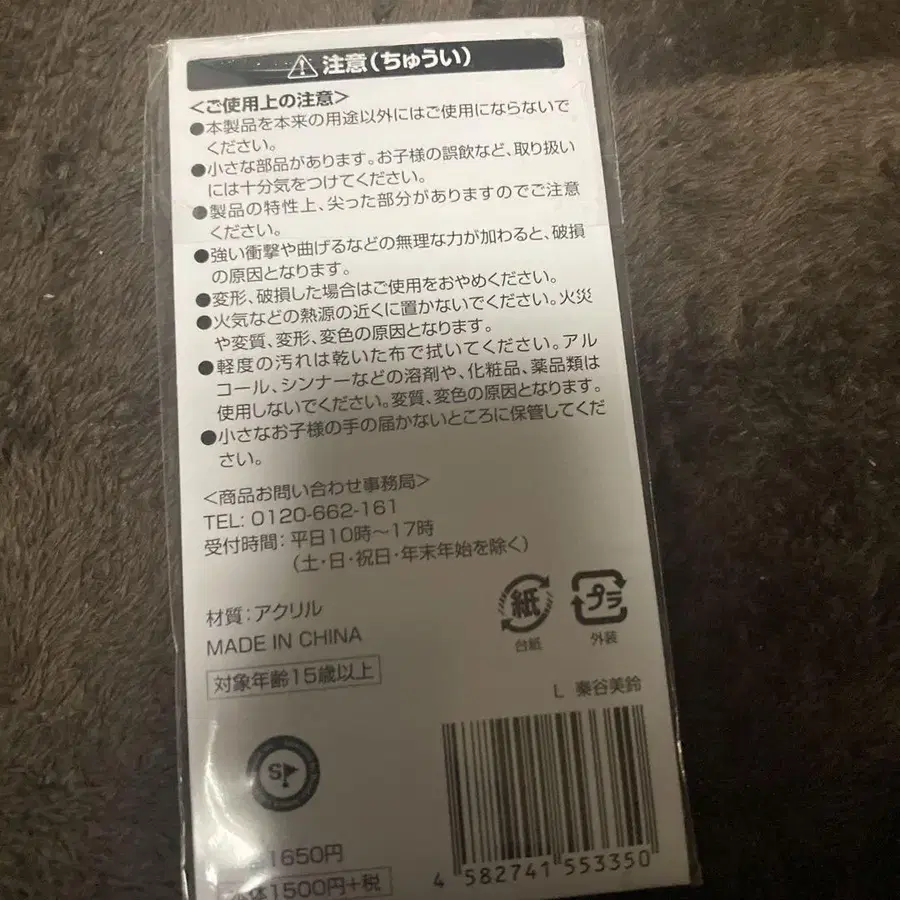 注意(ちゅうい)
<ご使用上の注意>
●本製品を本来の用途以外にはご使用にならないで
ください。
●小さな部品があります。お子様の誤飲など、取り扱い
には十分気をつけてください。
●製品の特性上、尖った部分がありますのでご注意
ください。
●強い衝撃や曲げるなどの無理な力が加わると、破損
の原因となります。
●変形、破損した場合はご使用をおやめください。
●火気などの熱源の近くに置かないでください。火災
や変質、変形、変色の原因となります。
●軽度の汚れは乾いた布で拭いてください。アル
コール、シンナーなどの溶剤や、化粧品、薬品類は
使用しないでください。変質、変色の原因となります。
●小さなお子様の手の届かないところに保管してくだ
さい。
<商品お問い合わせ事務局>
TEL: 0120-662-161
受付時間:平日10時~17時
(土・日・祝日・年末年始を除く)
材質:アクリル
MADE IN CHINA
対象年齢15歳以上
紙
台紙
プラ
外装
L 秦谷美鈴
S
1650円
本体1500円+税
4 582741 553350